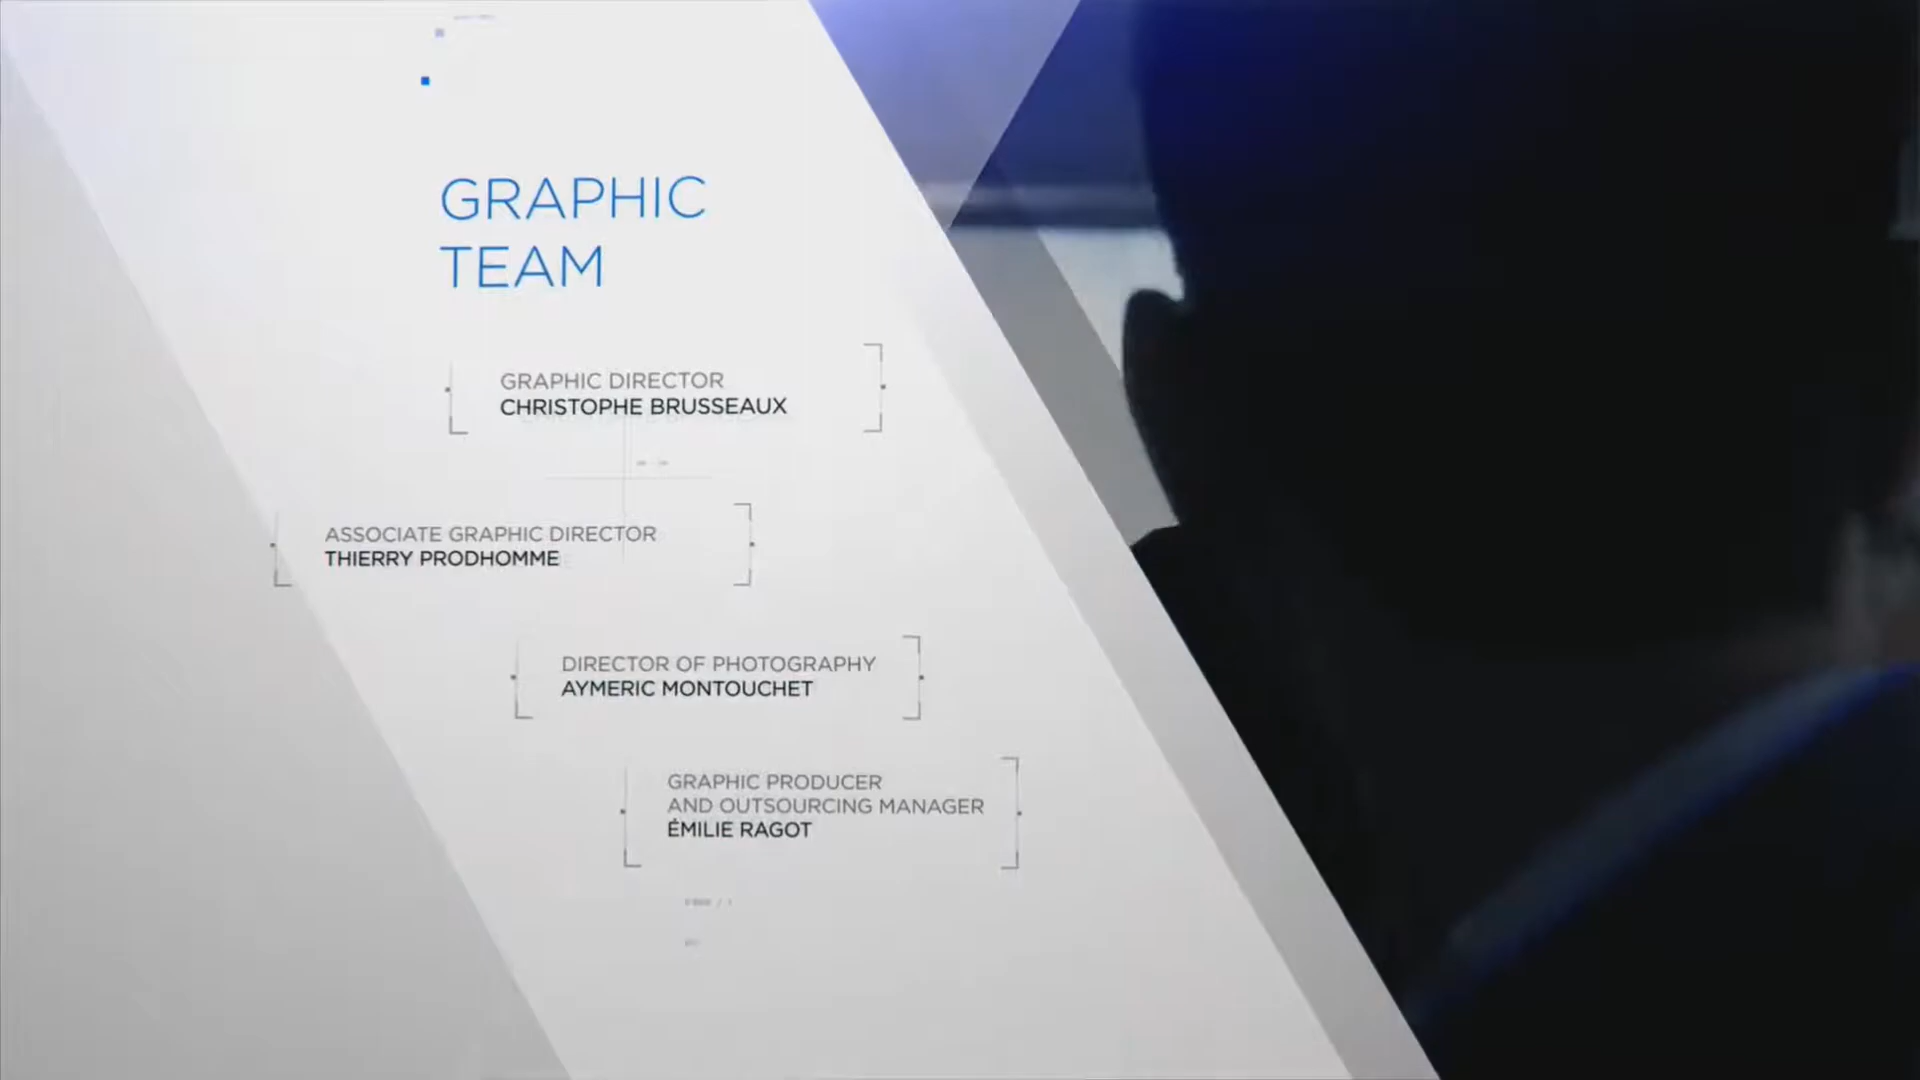 GRAPHIC
TEAM
GRAPHIC DIRECTOR
CHRISTOPHE BRUSSEAUX
ASSOCIATE GRAPHIC DIRECTOR
THIERRY PRODHOMME
DIRECTOR OF PHOTOGRAPHY
AYMERIC MONTOUCHET
GRAPHIC PRODUCER
AND OUTSOURCING MANAGER
ÉMILIE RAGOT